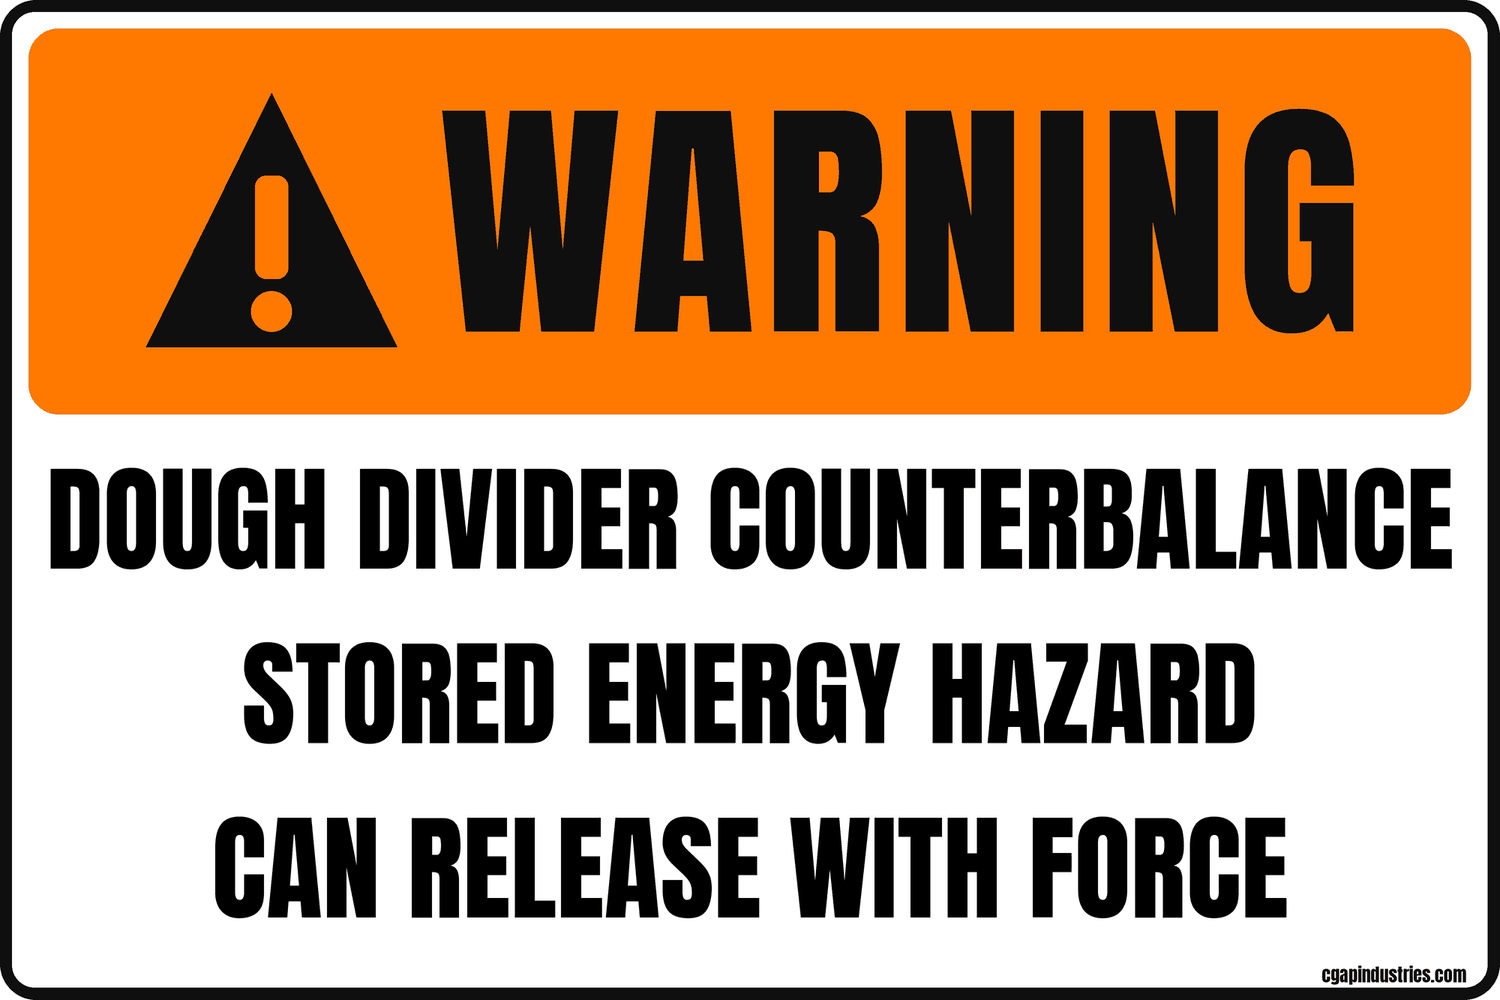 WARNING
DOUGH DIVIDER COUNTERBALANCE
STORED ENERGY HAZARD
CAN RELEASE WITH FORCE
cgapindustries.com